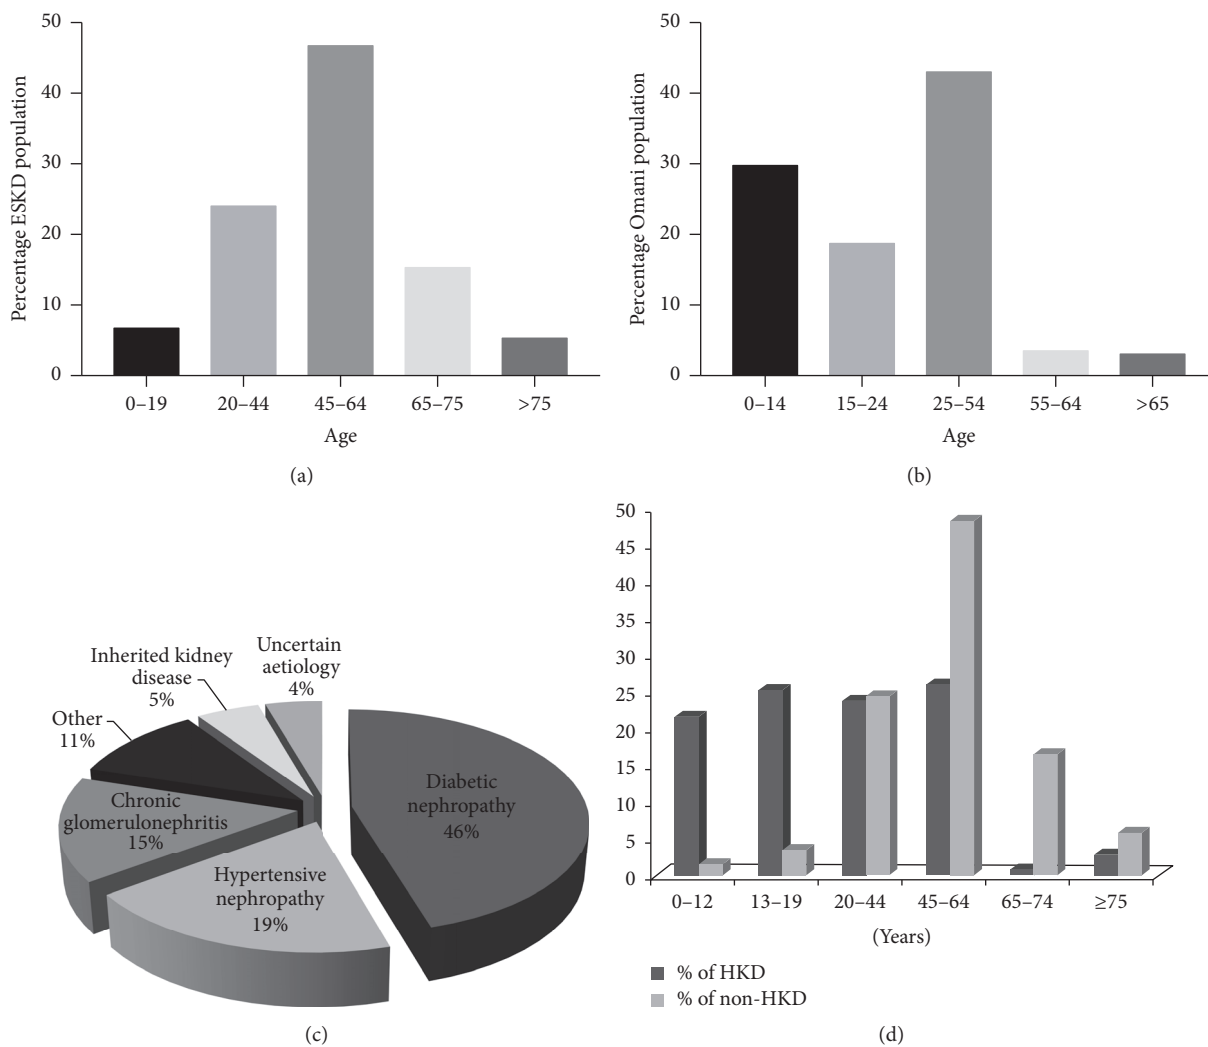 50
40
30
20
10
0
Percentage ESKD population
0–19 20–44 45–64 65–75 >75
Age
(a)
50
40
30
20
10
0
Percentage Omani population
0–14 15–24 25–54 55–64 >65
Age
(b)
Uncertain
aetiology
4%
Inherited kidney
disease
5%
Other
11%
Chronic
glomerulonephritis
15%
Hypertensive
nephropathy
19%
Diabetic
nephropathy
46%
(c)
50
45
40
35
30
25
20
15
10
5
0
0–12 13–19 20–44 45–64 65–74 ≥75
(Years)
% of HKD
% of non-HKD
(d)